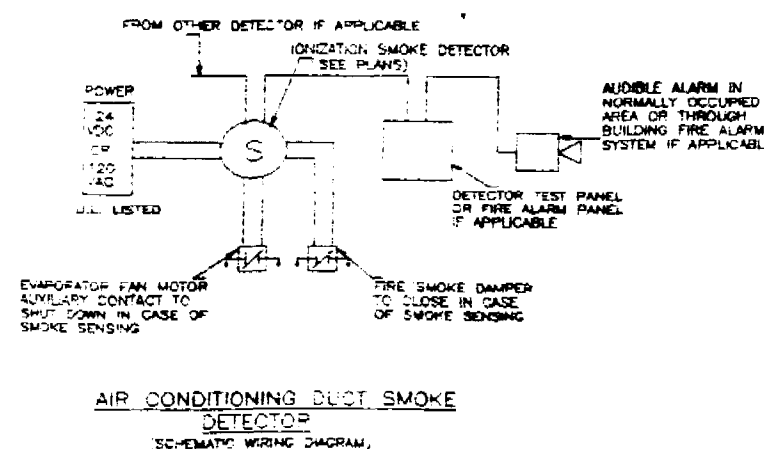 FROM OTHER DETECTOR IF APPLICABLE
IONIZATION SMOKE DETECTOR
SEE PLANS)
POWER
24
VDC
OR
120
VAC
U.L. LISTED
S
AUDIBLE ALARM IN
NORMALLY OCCUPIED
AREA OR THROUGH
BUILDING FIRE ALARM
SYSTEM IF APPLICABL
DETECTOR TEST PANEL
OR FIRE ALARM PANEL
IF APPLICABLE
EVAPORATOR FAN MOTOR
AUXILIARY CONTACT TO
SHUT DOWN IN CASE OF
SMOKE SENSING
FIRE/SMOKE DAMPER
TO CLOSE IN CASE
OF SMOKE SENSING
AIR CONDITIONING DUCT SMOKE
DETECTOR
(SCHEMATIC WIRING DIAGRAM)